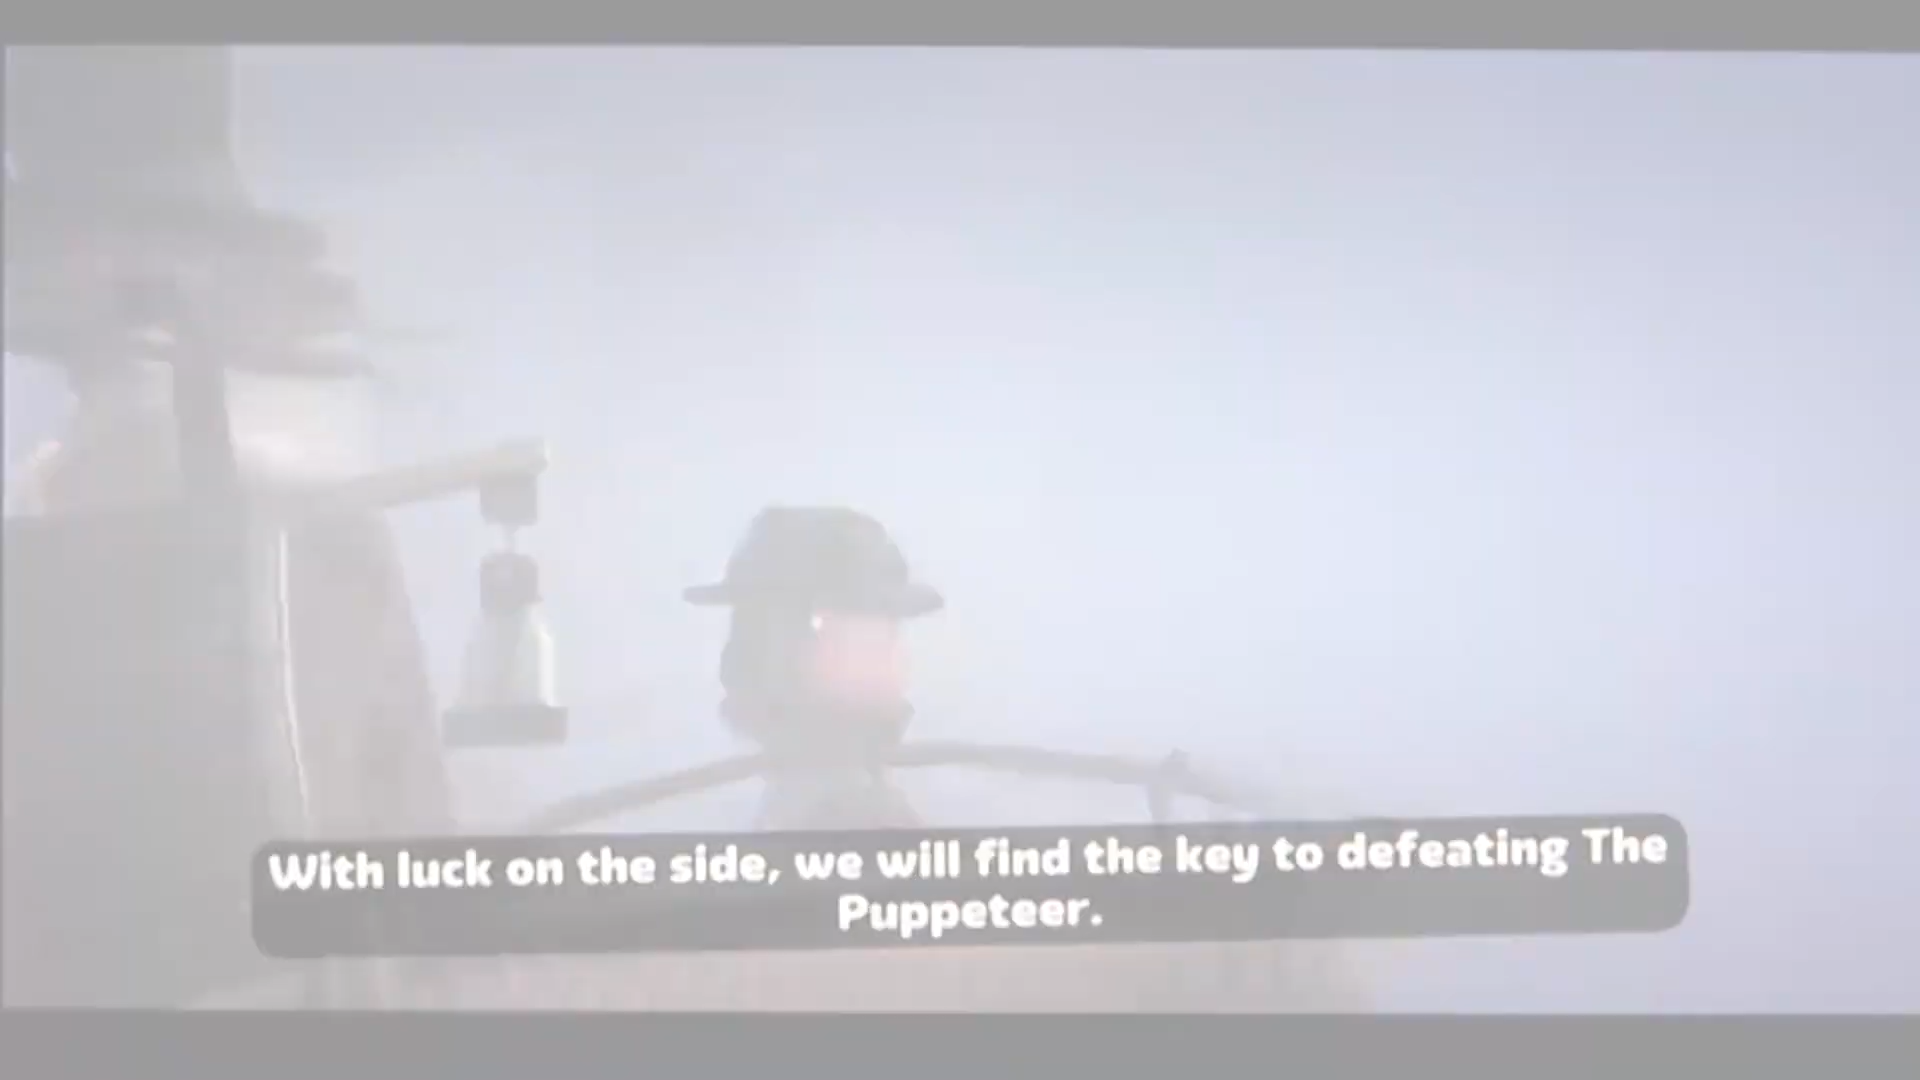 With luck on the side, we will find the key to defeating The
Puppeteer.